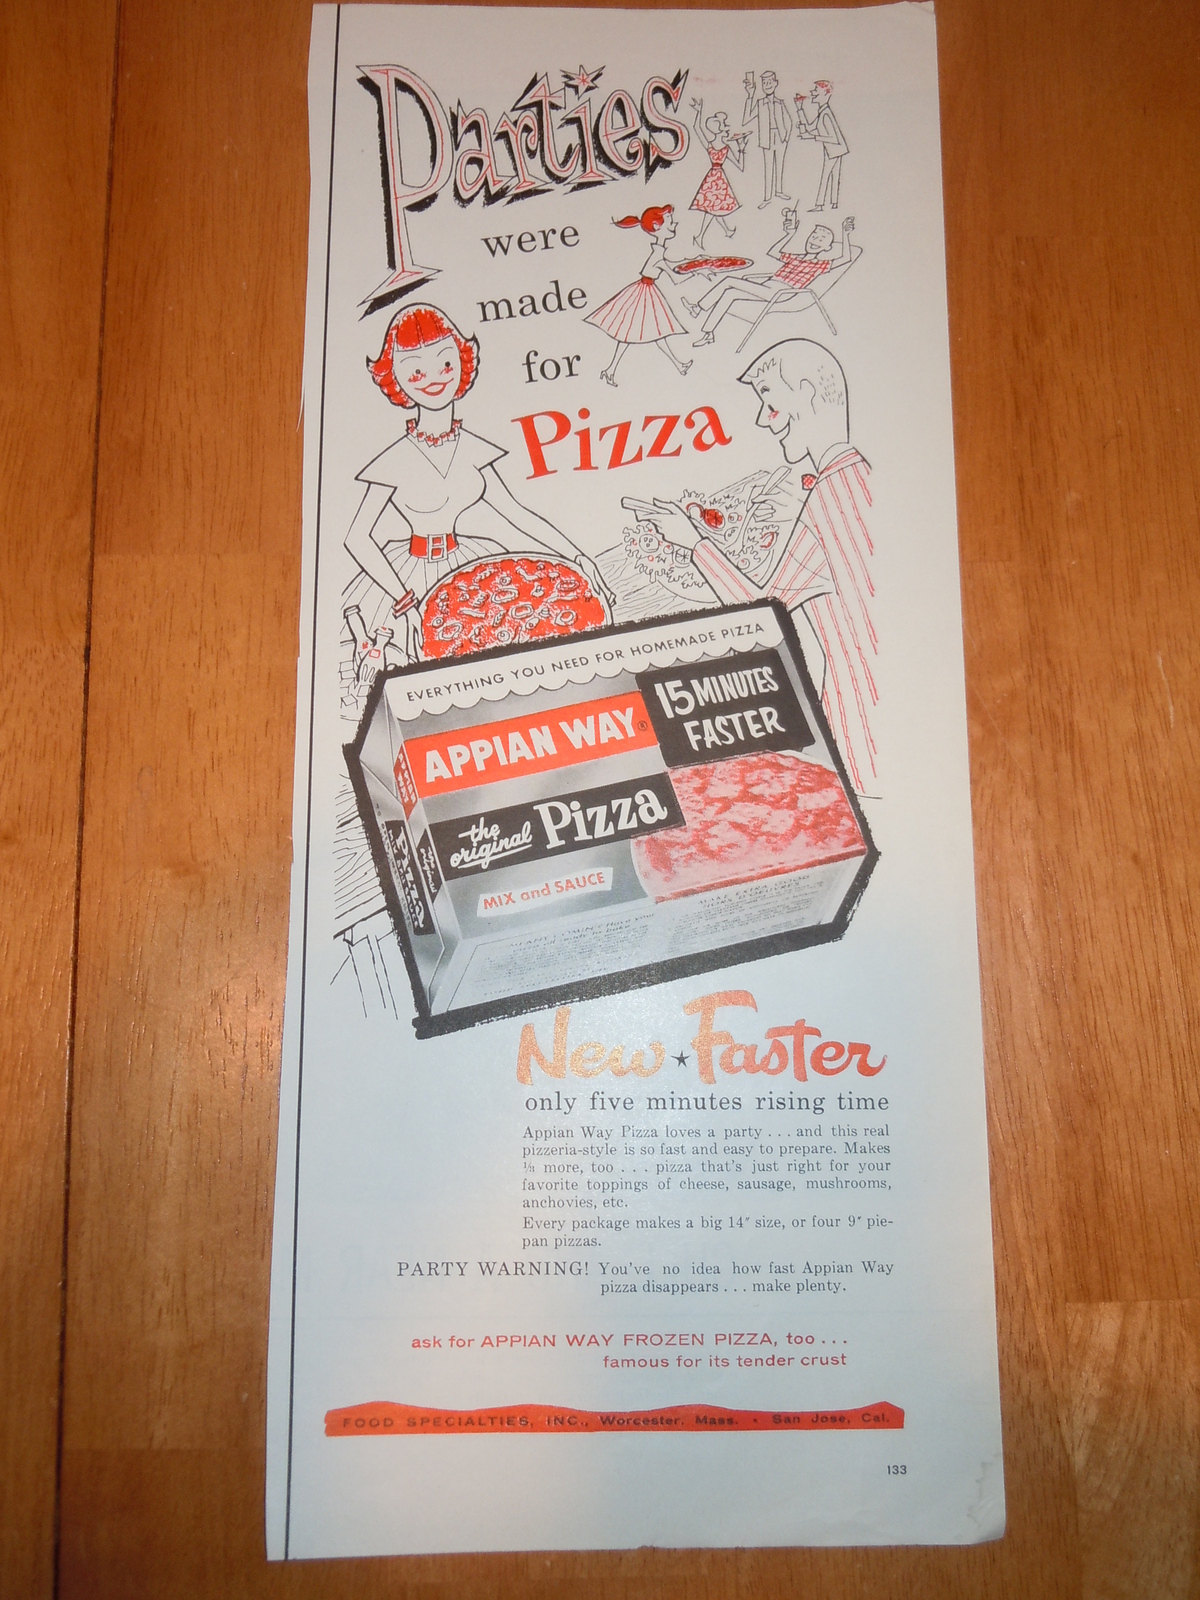 Parties
were
made
for
Pizza
EVERYTHING YOU NEED FOR HOMEMADE PIZZA
15 MINUTES
FASTER
APPIAN WAY®
the original Pizza
MIX and SAUCE
New ★ Faster
only five minutes rising time
Appian Way Pizza loves a party . . . and this real
pizzeria-style is so fast and easy to prepare. Makes
more, too . . . pizza that's just right for your
favorite toppings of cheese, sausage, mushrooms,
anchovies, etc.
Every package makes a big 14″ size, or four 9″ pie-
pan pizzas.
PARTY WARNING! You've no idea how fast Appian Way
pizza disappears . . . make plenty.
ask for APPIAN WAY FROZEN PIZZA, too . . .
famous for its tender crust
FOOD SPECIALTIES, INC., Worcester, Mass. • San Jose, Cal.
133